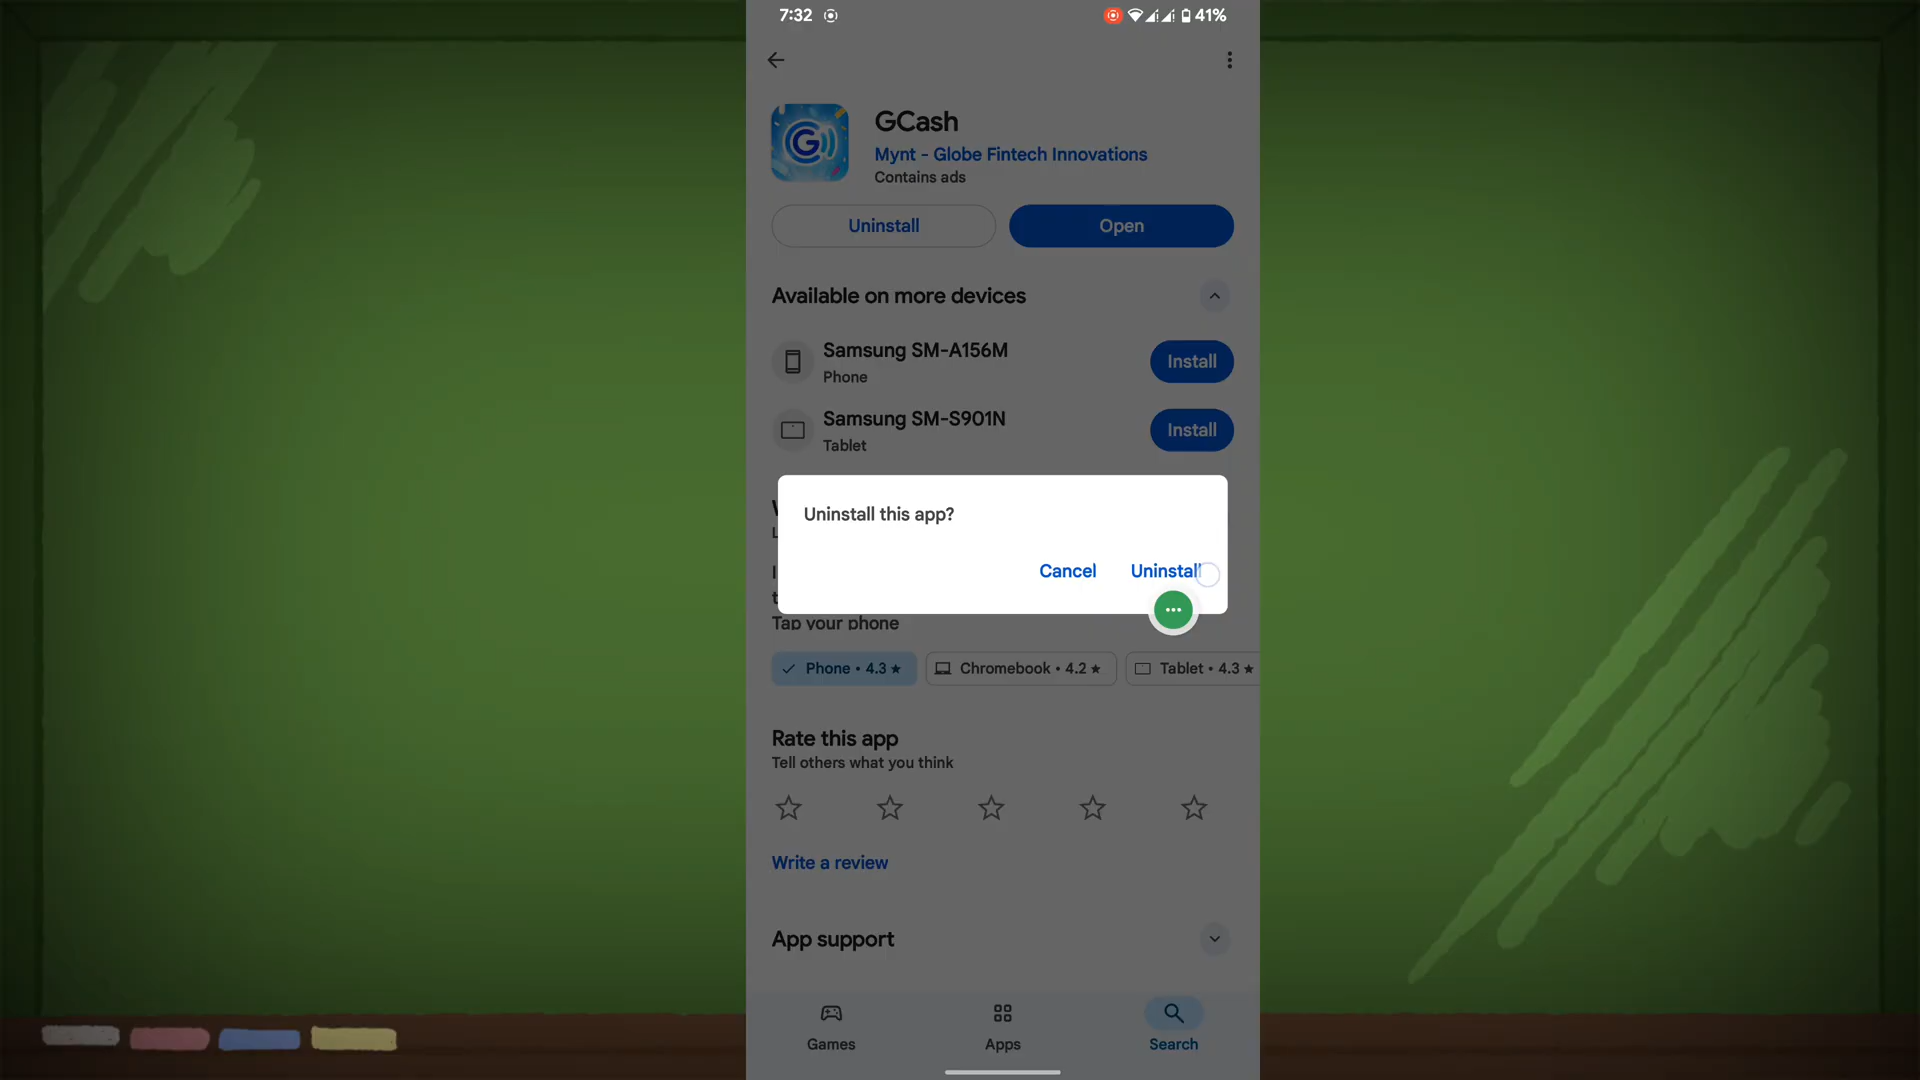 7:32
41%
GCash
Mynt - Globe Fintech Innovations
Contains ads
Uninstall
Open
Available on more devices
Samsung SM-A156M
Phone
Install
Samsung SM-S901N
Tablet
Install
Uninstall this app?
Cancel
Uninstall
Tap your phone
Phone • 4.3 ★
Chromebook • 4.2 ★
Tablet • 4.3 ★
Rate this app
Tell others what you think
Write a review
App support
Games
Apps
Search